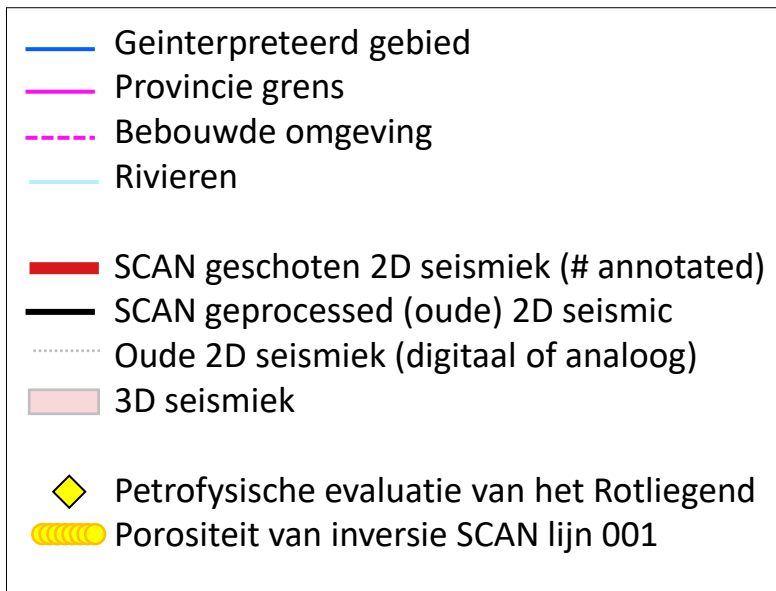 Geinterpreteerd gebied
Provincie grens
Bebouwde omgeving
Rivieren
SCAN geschoten 2D seismiek (# annotated)
SCAN geprocessed (oude) 2D seismic
Oude 2D seismiek (digitaal of analoog)
3D seismiek
Petrofysische evaluatie van het Rotliegend
Porositeit van inversie SCAN lijn 001